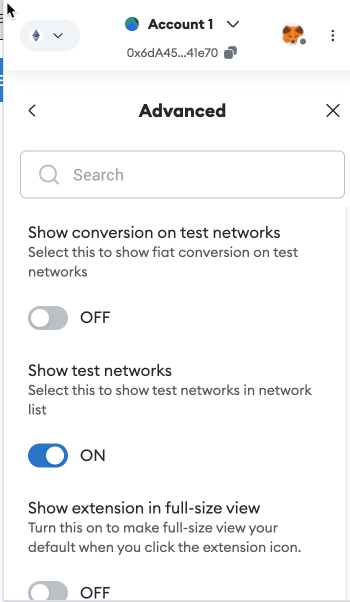 Account 1
0x6dA45...41e70
Advanced
Search
Show conversion on test networks
Select this to show fiat conversion on test
networks
OFF
Show test networks
Select this to show test networks in network
list
ON
Show extension in full-size view
Turn this on to make full-size view your
default when you click the extension icon.
OFF